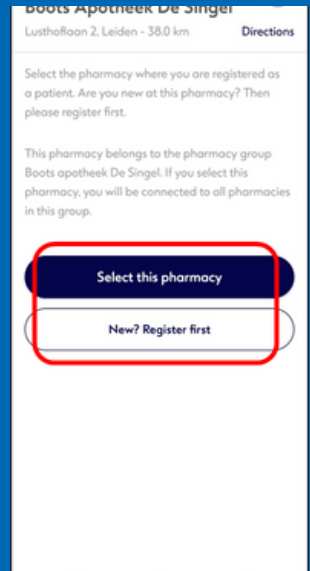 Boots Apotheek De Singel
Lusthoflaan 2, Leiden - 38.0 km Directions
Select the pharmacy where you are registered as
a patient. Are you new at this pharmacy? Then
please register first.
This pharmacy belongs to the pharmacy group
Boots apotheek De Singel. If you select this
pharmacy, you will be connected to all pharmacies
in this group.
Select this pharmacy
New? Register first